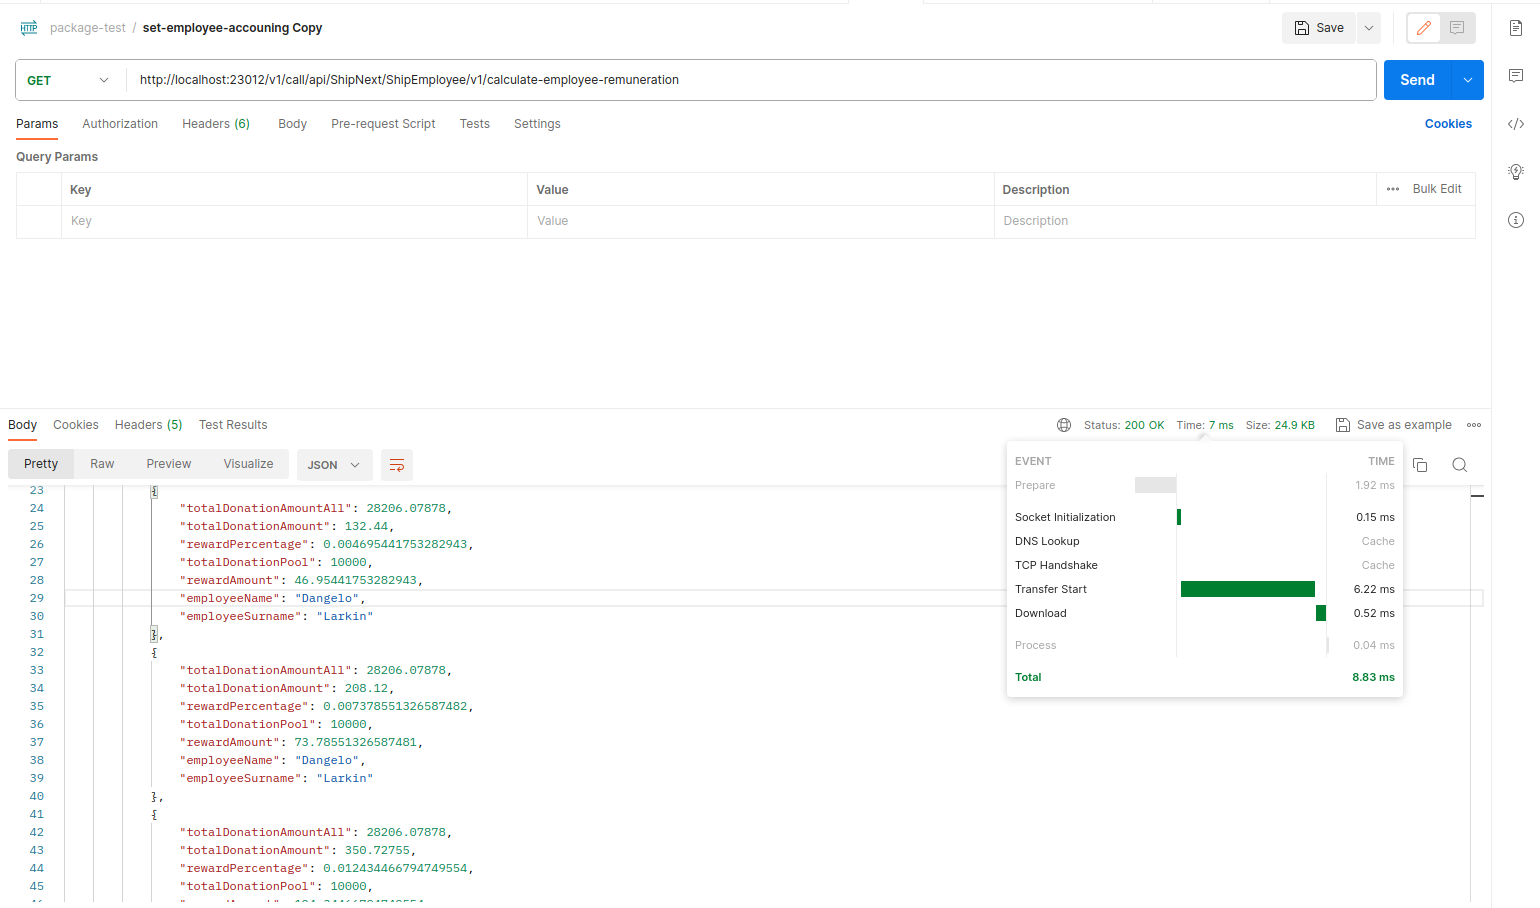 HTTP package-test / set-employee-accouning Copy Save
GET http://localhost:23012/v1/call/api/ShipNext/ShipEmployee/v1/calculate-employee-remuneration Send
Params Authorization Headers (6) Body Pre-request Script Tests Settings Cookies
Query Params
Key Value Description ••• Bulk Edit
Key Value Description
Body Cookies Headers (5) Test Results Status: 200 OK Time: 7 ms Size: 24.9 KB Save as example
Pretty Raw Preview Visualize JSON
EVENT TIME
Prepare 1.92 ms
Socket Initialization 0.15 ms
DNS Lookup Cache
TCP Handshake Cache
Transfer Start 6.22 ms
Download 0.52 ms
Process 0.04 ms
Total 8.83 ms
23 {
24 "totalDonationAmountAll": 28206.07878,
25 "totalDonationAmount": 132.44,
26 "rewardPercentage": 0.004695441753282943,
27 "totalDonationPool": 10000,
28 "rewardAmount": 46.95441753282943,
29 "employeeName": "Dangelo",
30 "employeeSurname": "Larkin"
31 },
32 {
33 "totalDonationAmountAll": 28206.07878,
34 "totalDonationAmount": 208.12,
35 "rewardPercentage": 0.007378551326587482,
36 "totalDonationPool": 10000,
37 "rewardAmount": 73.78551326587481,
38 "employeeName": "Dangelo",
39 "employeeSurname": "Larkin"
40 },
41 {
42 "totalDonationAmountAll": 28206.07878,
43 "totalDonationAmount": 350.72755,
44 "rewardPercentage": 0.012434466794749554,
45 "totalDonationPool": 10000,